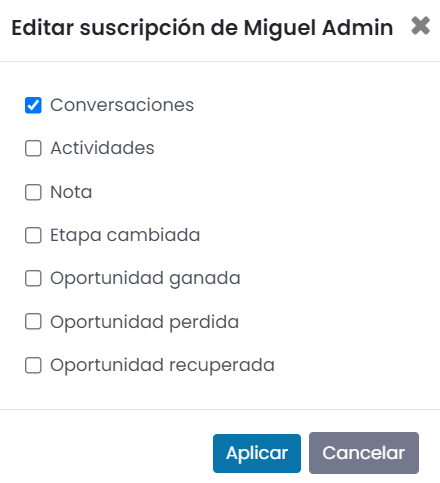 Editar suscripción de Miguel Admin
Conversaciones
Actividades
Nota
Etapa cambiada
Oportunidad ganada
Oportunidad perdida
Oportunidad recuperada
Aplicar
Cancelar